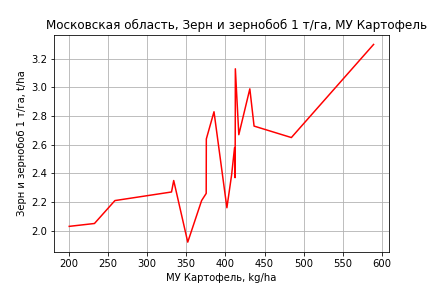 Московская область, Зерн и зернобоб 1 т/га, МУ Картофель
3.2
3.0
2.8
2.6
2.4
2.2
2.0
Зерн и зернобоб 1 т/га, t/ha
200 250 300 350 400 450 500 550 600
МУ Картофель, kg/ha